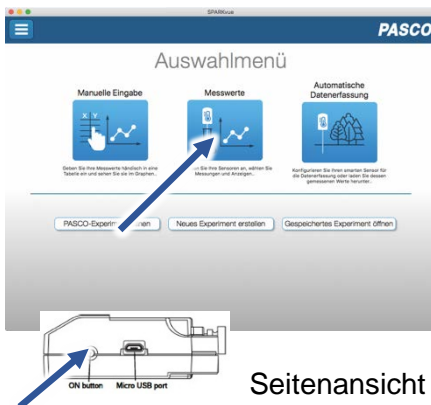 SPARKvue
PASCO
Auswahlmenü
Manuelle Eingabe
Messwerte
Automatische
Datenerfassung
X Y
Geben Sie Ihre Messwerte händisch in eine
Tabelle ein und sehen Sie sie im Graphen.
Sie Ihre Sensoren an, wählen Sie
Messungen und Anzeigen.
Konfigurieren Sie Ihren smarten Sensor für
die Datenerfassung oder laden Sie dessen
gemessenen Werte herunter.
Neues Experiment erstellen
Gespeichertes Experiment öffnen
ON button
Micro USB port
Seitenansicht